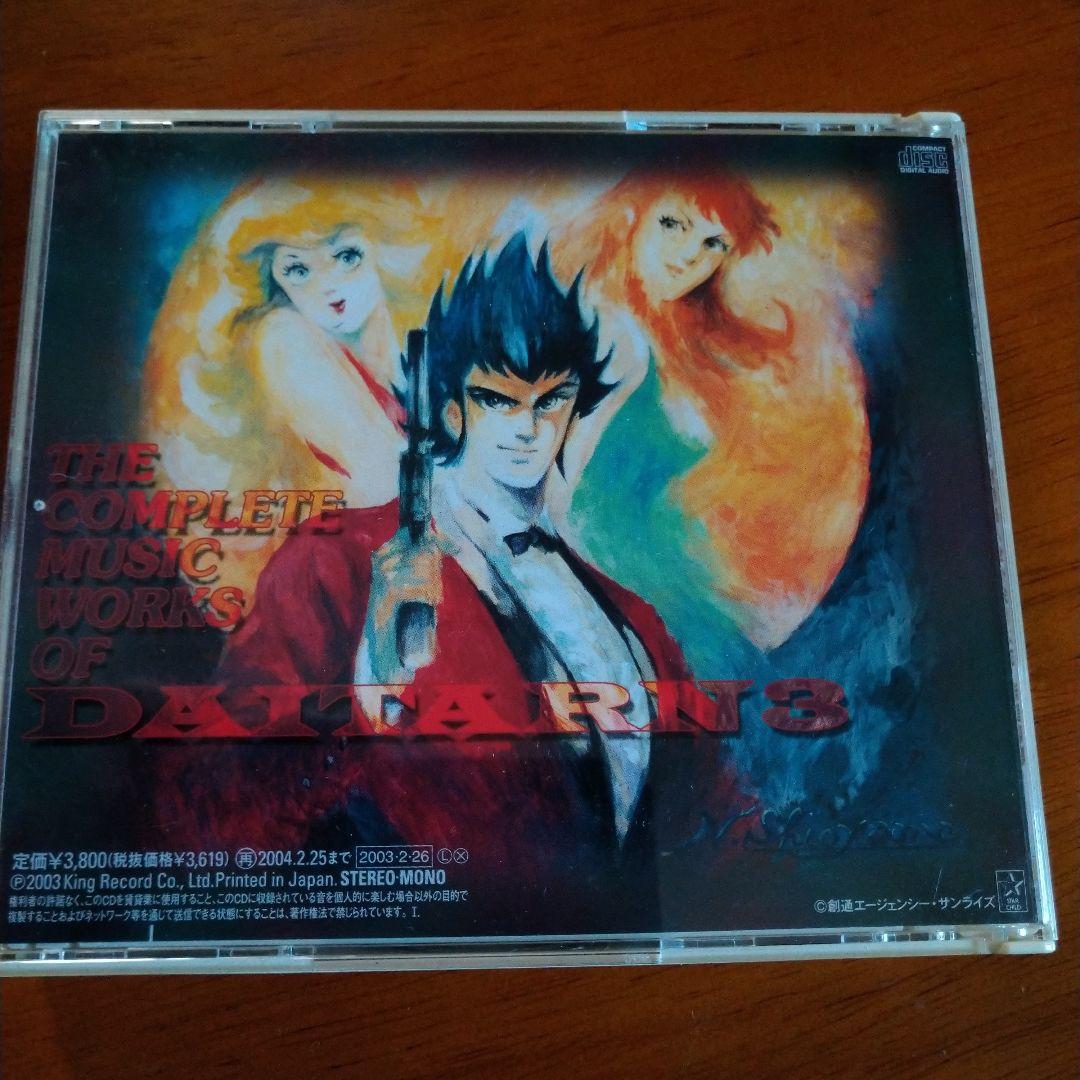 COMPACT
disc
DIGITAL AUDIO
THE
COMPLETE
MUSIC
WORKS
OF
DAITARN3
定価¥3,800(税抜価格¥3,619) 再2004.2.25まで 2003・2・26 Ⓛ
Ⓟ2003 King Record Co., Ltd. Printed in Japan. STEREO・MONO
権利者の許諾なく、このCDを賃貸業に使用すること、このCDに収録されている音を個人的に楽しむ場合以外の目的で
複製することおよびネットワーク等を通じて送信できる状態にすることは、著作権法で禁じられています。I.
©創通エージェンシー・サンライズ
STAR
CHILD